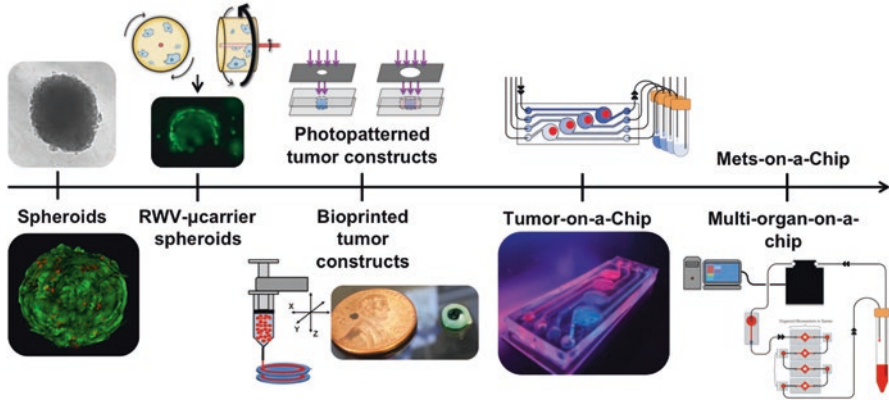 Photopatterned
tumor constructs
Mets-on-a-Chip
Spheroids
RWV-μcarrier
spheroids
Bioprinted
tumor
constructs
Tumor-on-a-Chip
Multi-organ-on-a-
chip
X
Y
Z